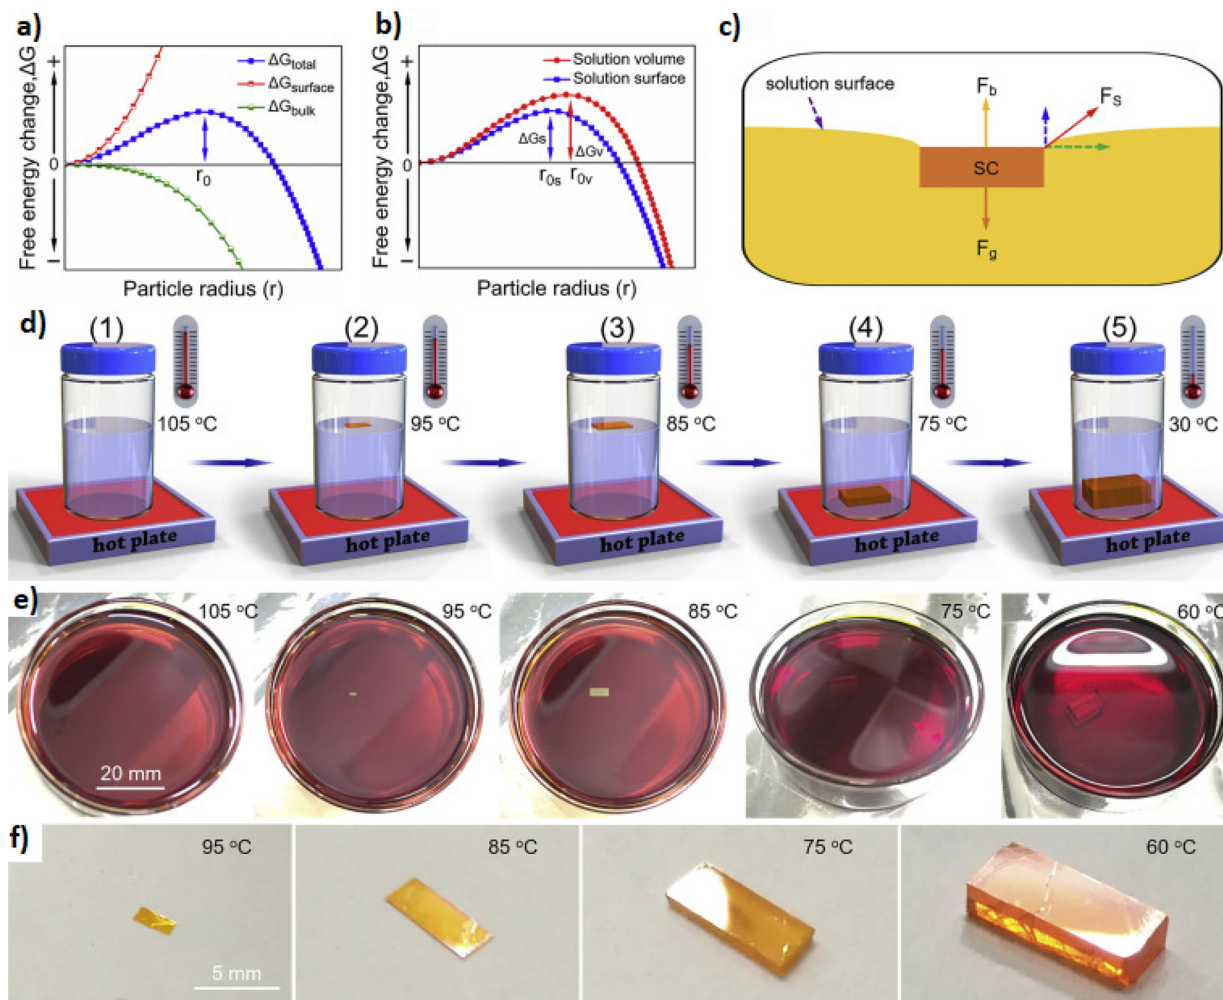 a)
Free energy change,ΔG
+
0
−
ΔGtotal
ΔGsurface
ΔGbulk
r0
Particle radius (r)
b)
Free energy change,ΔG
+
0
−
Solution volume
Solution surface
ΔGs
ΔGv
r0s r0v
Particle radius (r)
c)
solution surface
Fb
FS
SC
Fg
d)
(1)
105 °C
hot plate
(2)
95 °C
hot plate
(3)
85 °C
hot plate
(4)
75 °C
hot plate
(5)
30 °C
hot plate
e)
105 °C
20 mm
95 °C
85 °C
75 °C
60 °C
f)
95 °C
5 mm
85 °C
75 °C
60 °C